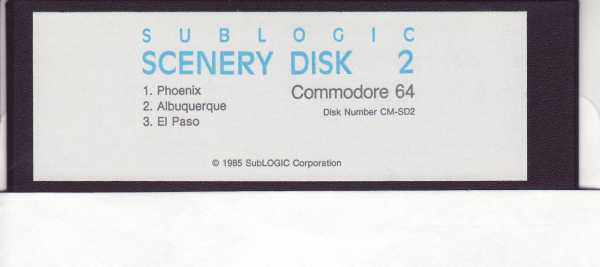 SUBLOGIC
SCENERY DISK 2
1. Phoenix
2. Albuquerque
3. El Paso
Commodore 64
Disk Number CM-SD2
© 1985 SubLOGIC Corporation